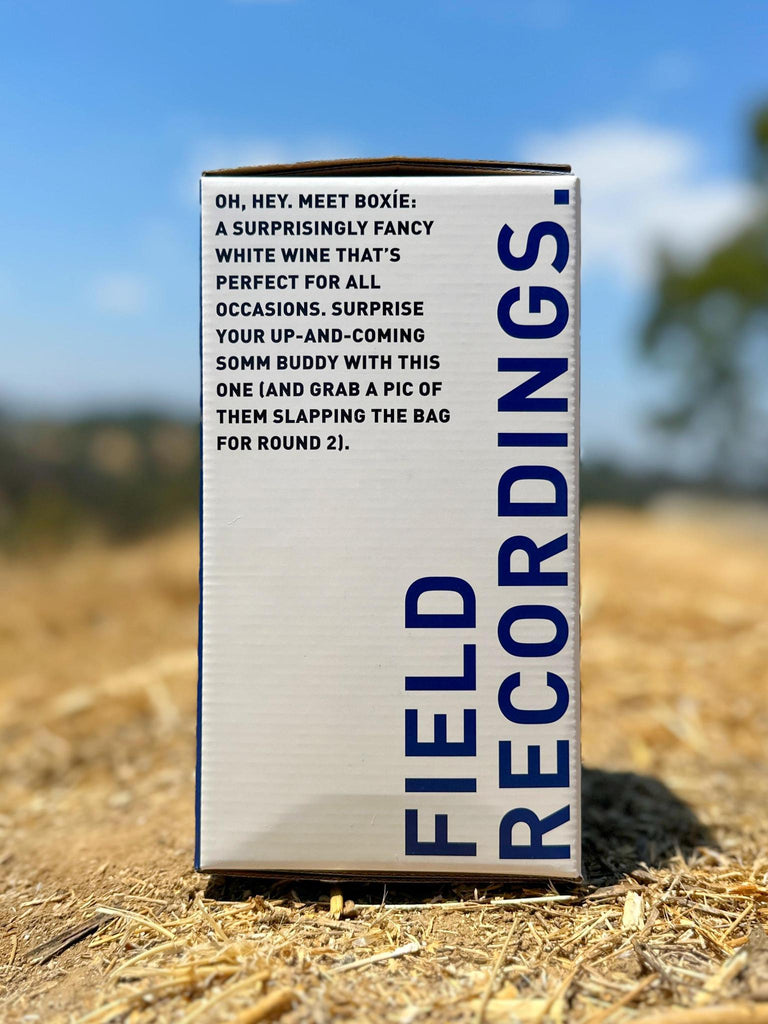 OH, HEY. MEET BOXÍE:
A SURPRISINGLY FANCY
WHITE WINE THAT'S
PERFECT FOR ALL
OCCASIONS. SURPRISE
YOUR UP-AND-COMING
SOMM BUDDY WITH THIS
ONE (AND GRAB A PIC OF
THEM SLAPPING THE BAG
FOR ROUND 2).
FIELD
RECORDINGS.